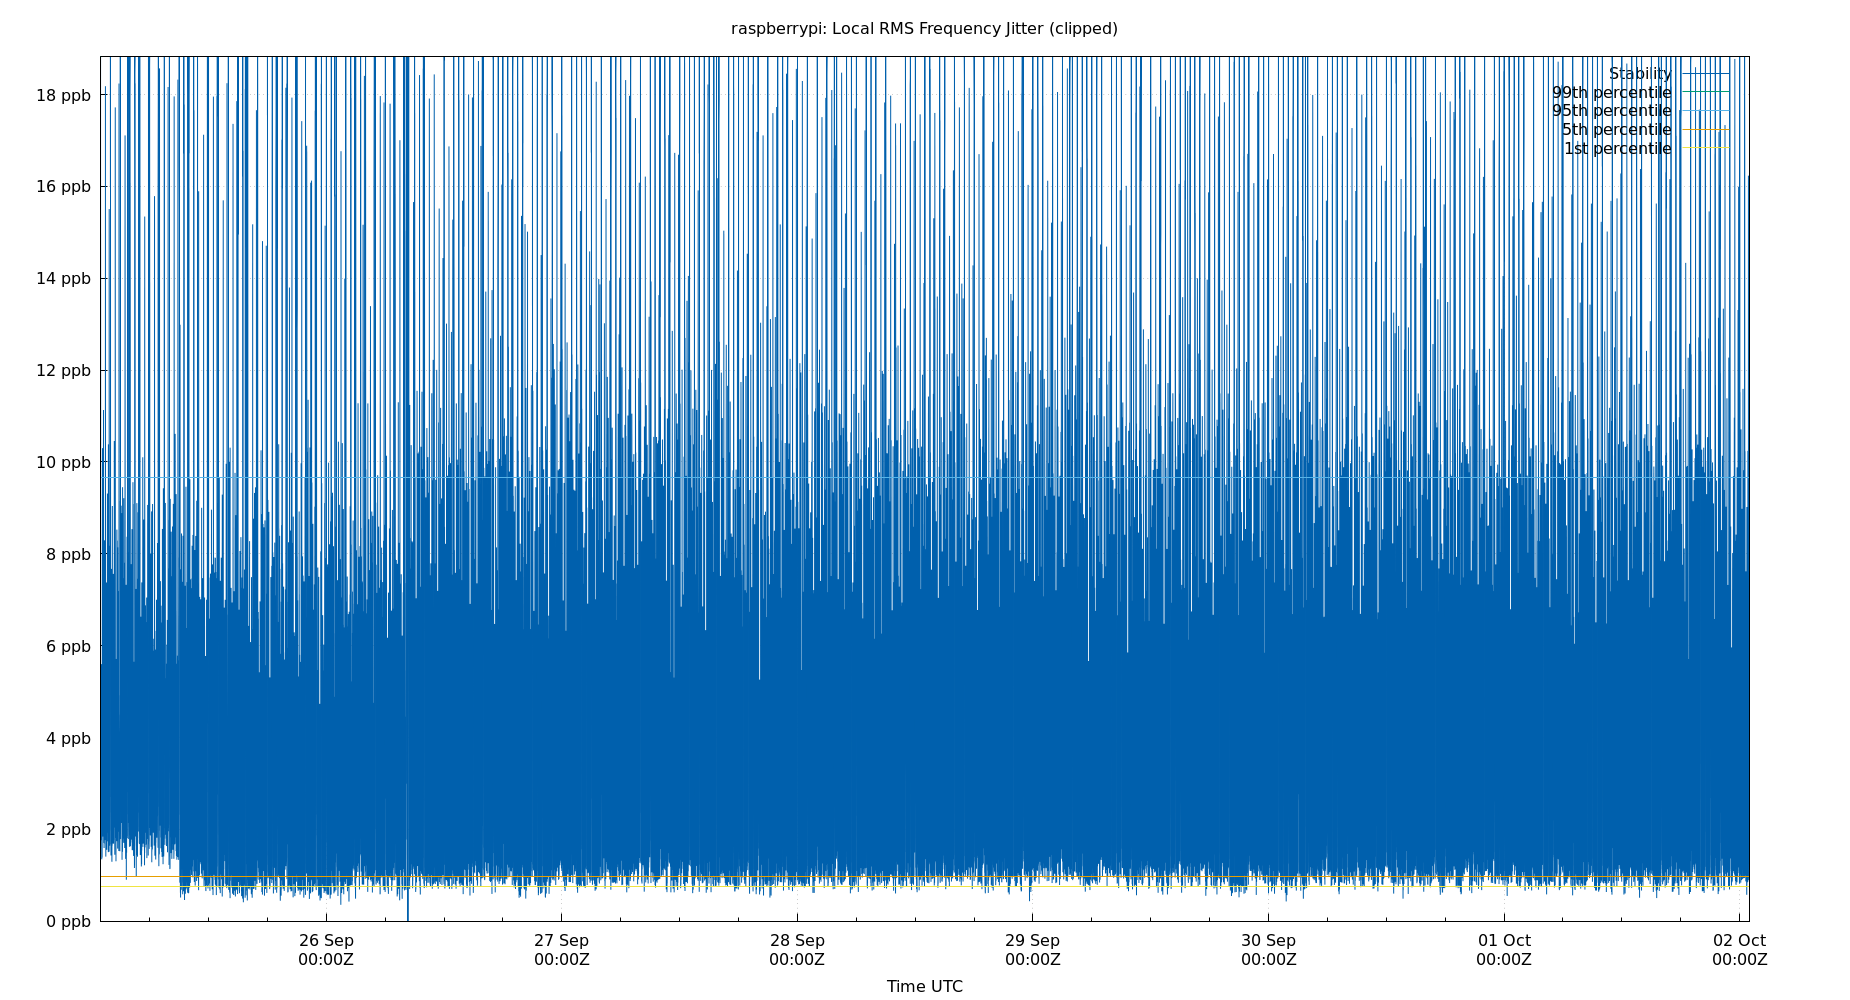 raspberrypi: Local RMS Frequency Jitter (clipped)
Stability
99th percentile
95th percentile
5th percentile
1st percentile
18 ppb
16 ppb
14 ppb
12 ppb
10 ppb
8 ppb
6 ppb
4 ppb
2 ppb
0 ppb
26 Sep 27 Sep 28 Sep 29 Sep 30 Sep 01 Oct 02 Oct
00:00Z 00:00Z 00:00Z 00:00Z 00:00Z 00:00Z 00:00Z
Time UTC